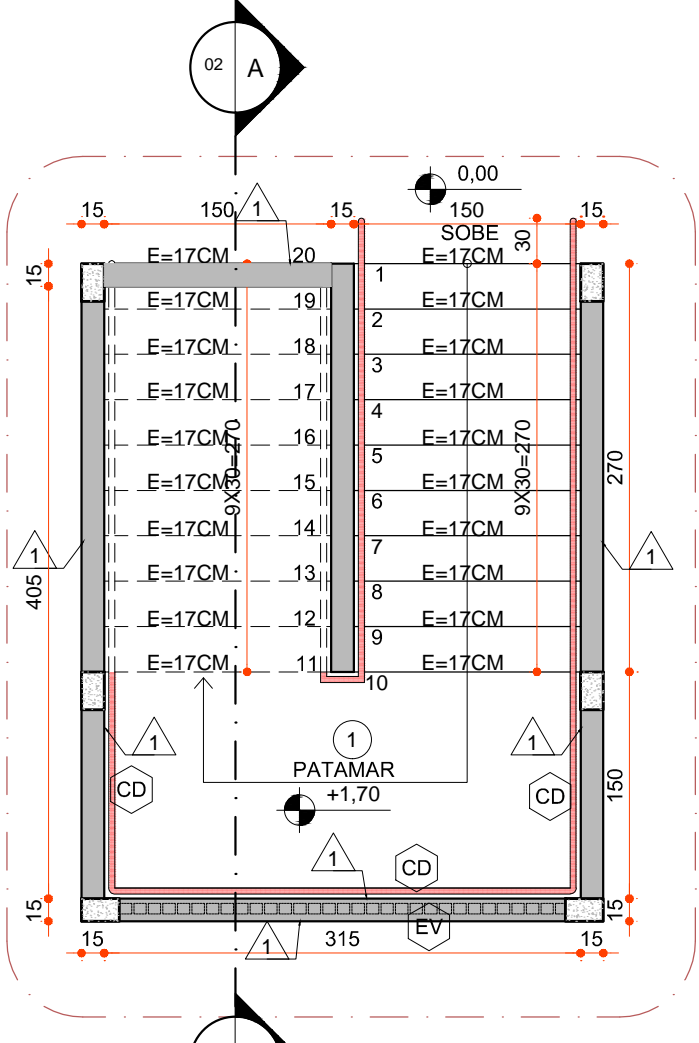 02 A
0,00
15 150 1 15 150 15
SOBE
30
15
E=17CM 20 E=17CM
1
E=17CM 19 E=17CM
2
E=17CM 18 E=17CM
3
E=17CM 17 E=17CM
4
E=17CM 16 E=17CM
5
E=17CM 15 E=17CM
6
E=17CM 14 E=17CM
7
E=17CM 13 E=17CM
8
E=17CM 12 E=17CM
9
E=17CM 11 E=17CM
10
9X30=270
9X30=270
270
1
1
405
1
1
1
PATAMAR
+1,70
CD
CD
150
1
CD
15
15
EV
1
15 315 15